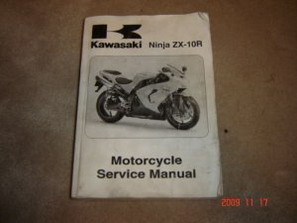 Kawasaki Ninja ZX-10R
Motorcycle
Service Manual
2009 11 17